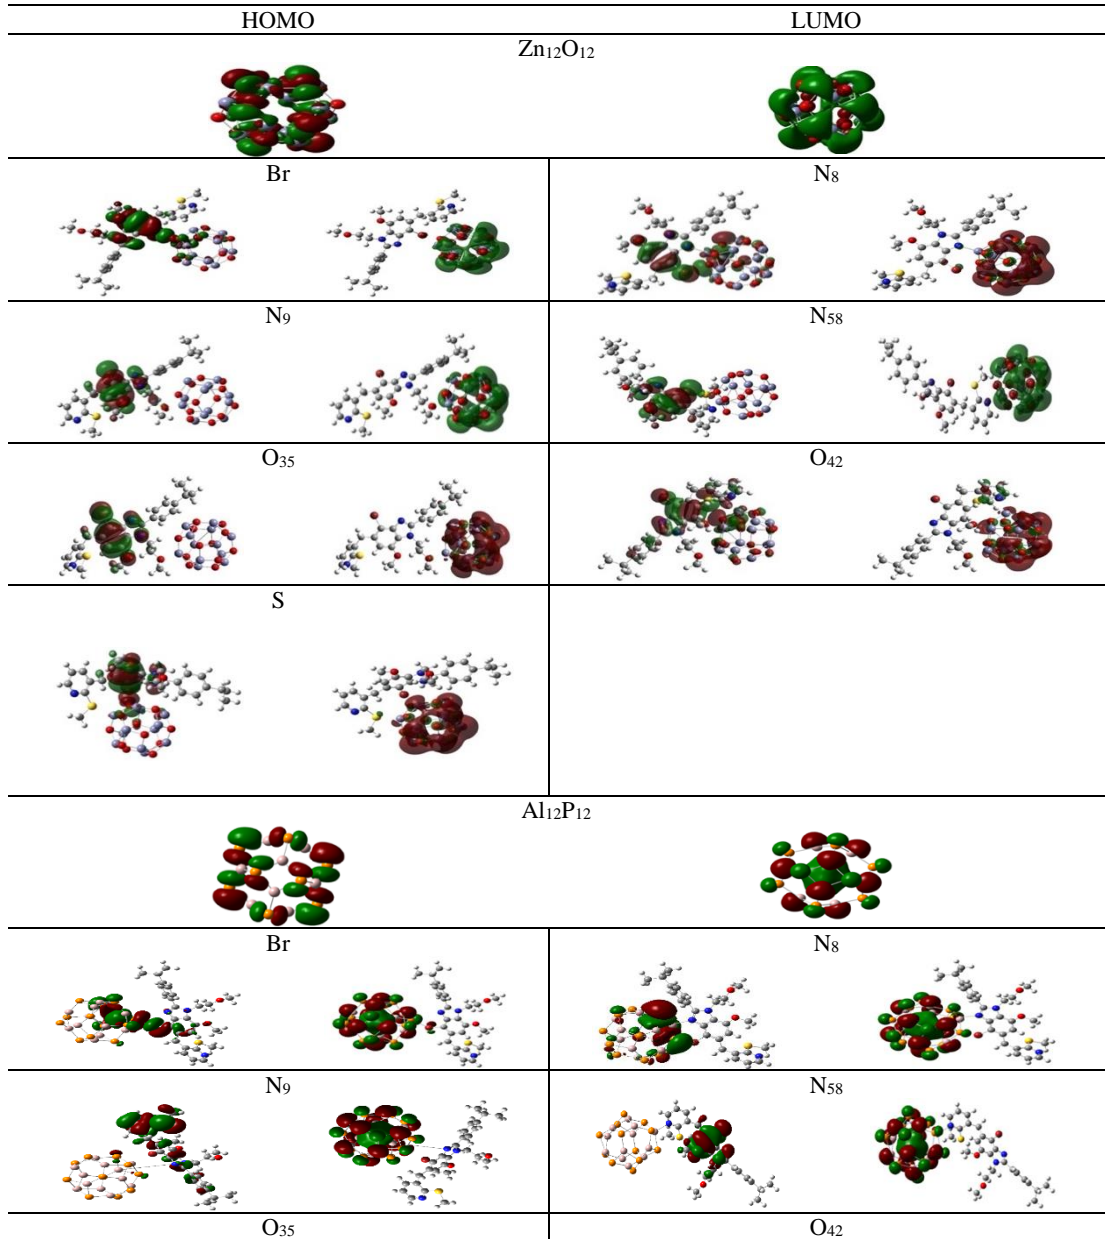 HOMO LUMO
Zn₁₂O₁₂
Br N₈
N₉ N₅₈
O₃₅ O₄₂
S
Al₁₂P₁₂
Br N₈
N₉ N₅₈
O₃₅ O₄₂